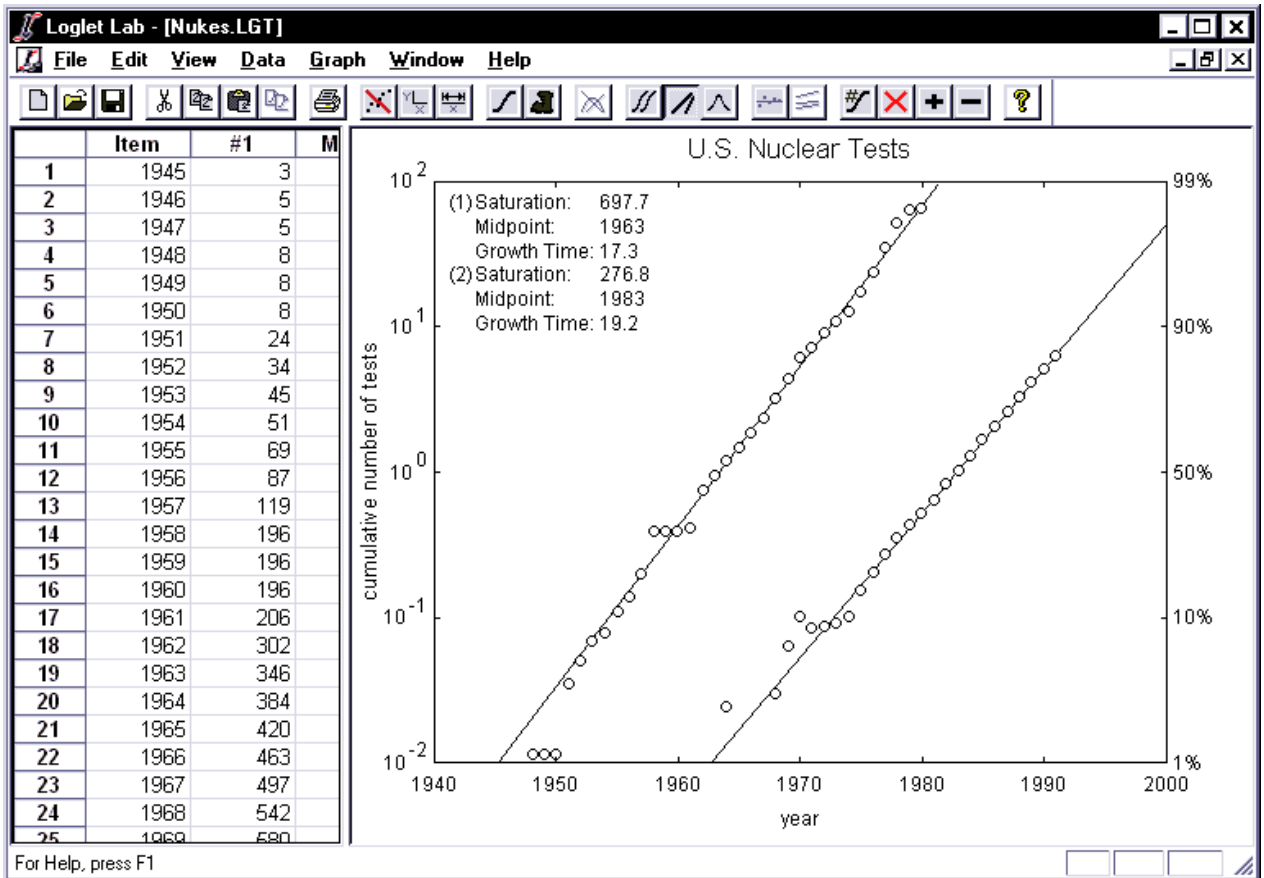 Loglet Lab - [Nukes.LGT]
File Edit View Data Graph Window Help
Item #1 M
1 1945 3
2 1946 5
3 1947 5
4 1948 8
5 1949 8
6 1950 8
7 1951 24
8 1952 34
9 1953 45
10 1954 51
11 1955 69
12 1956 87
13 1957 119
14 1958 196
15 1959 196
16 1960 196
17 1961 206
18 1962 302
19 1963 346
20 1964 384
21 1965 420
22 1966 463
23 1967 497
24 1968 542
25 1969 580
U.S. Nuclear Tests
(1) Saturation: 697.7
Midpoint: 1963
Growth Time: 17.3
(2) Saturation: 276.8
Midpoint: 1983
Growth Time: 19.2
cumulative number of tests
10^2
10^1
10^0
10^-1
10^-2
99%
90%
50%
10%
1%
1940 1950 1960 1970 1980 1990 2000
year
For Help, press F1